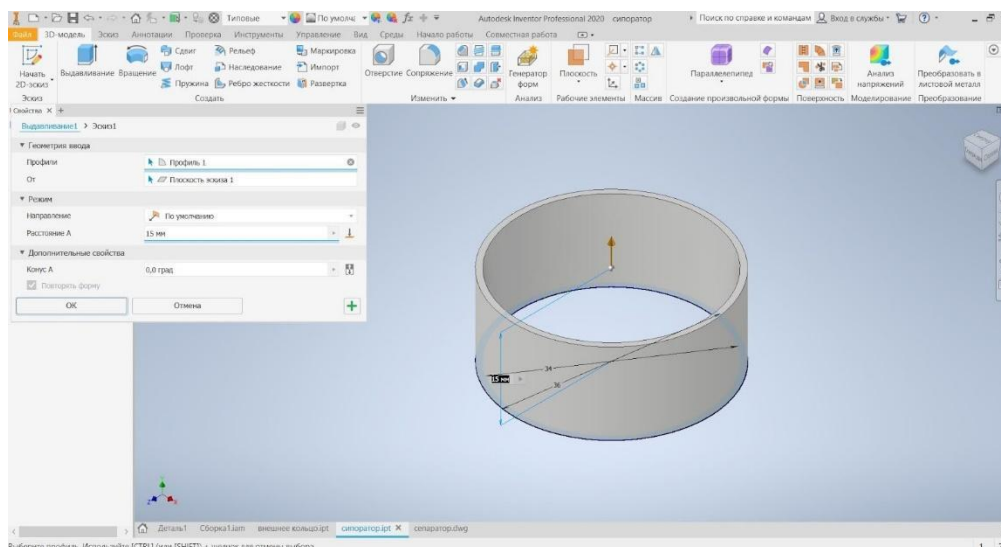 Типовые
По умолч
Autodesk Inventor Professional 2020 сипоратор
Поиск по справке и командам
Вход в службы
Файл 3D-модель Эскиз Аннотации Проверка Инструменты Управление Вид Среды Начало работы Совместная работа
Начать 2D-эскиз
Выдавливание
Вращение
Сдвиг
Рельеф
Маркировка
Лофт
Наследование
Импорт
Пружина
Ребро жесткости
Развертка
Отверстие
Сопряжение
Генератор форм
Плоскость
Параллелепипед
Анализ напряжений
Преобразовать в листовой металл
Эскиз Создать Изменить Анализ Рабочие элементы Массив Создание произвольной формы Поверхность Моделирование Преобразование
Свойства × +
Выдавливание1 > Эскиз1
Геометрия ввода
Профили Профиль 1
От Плоскость эскиза 1
Режим
Направление По умолчанию
Расстояние A 15 мм
Дополнительные свойства
Конус A 0,0 град
Повторить форму
OK Отмена
34
36
15 мм
Деталь1 Сборка1.iam внешнее кольцо.ipt сипоратор.ipt × сепаратор.dwg